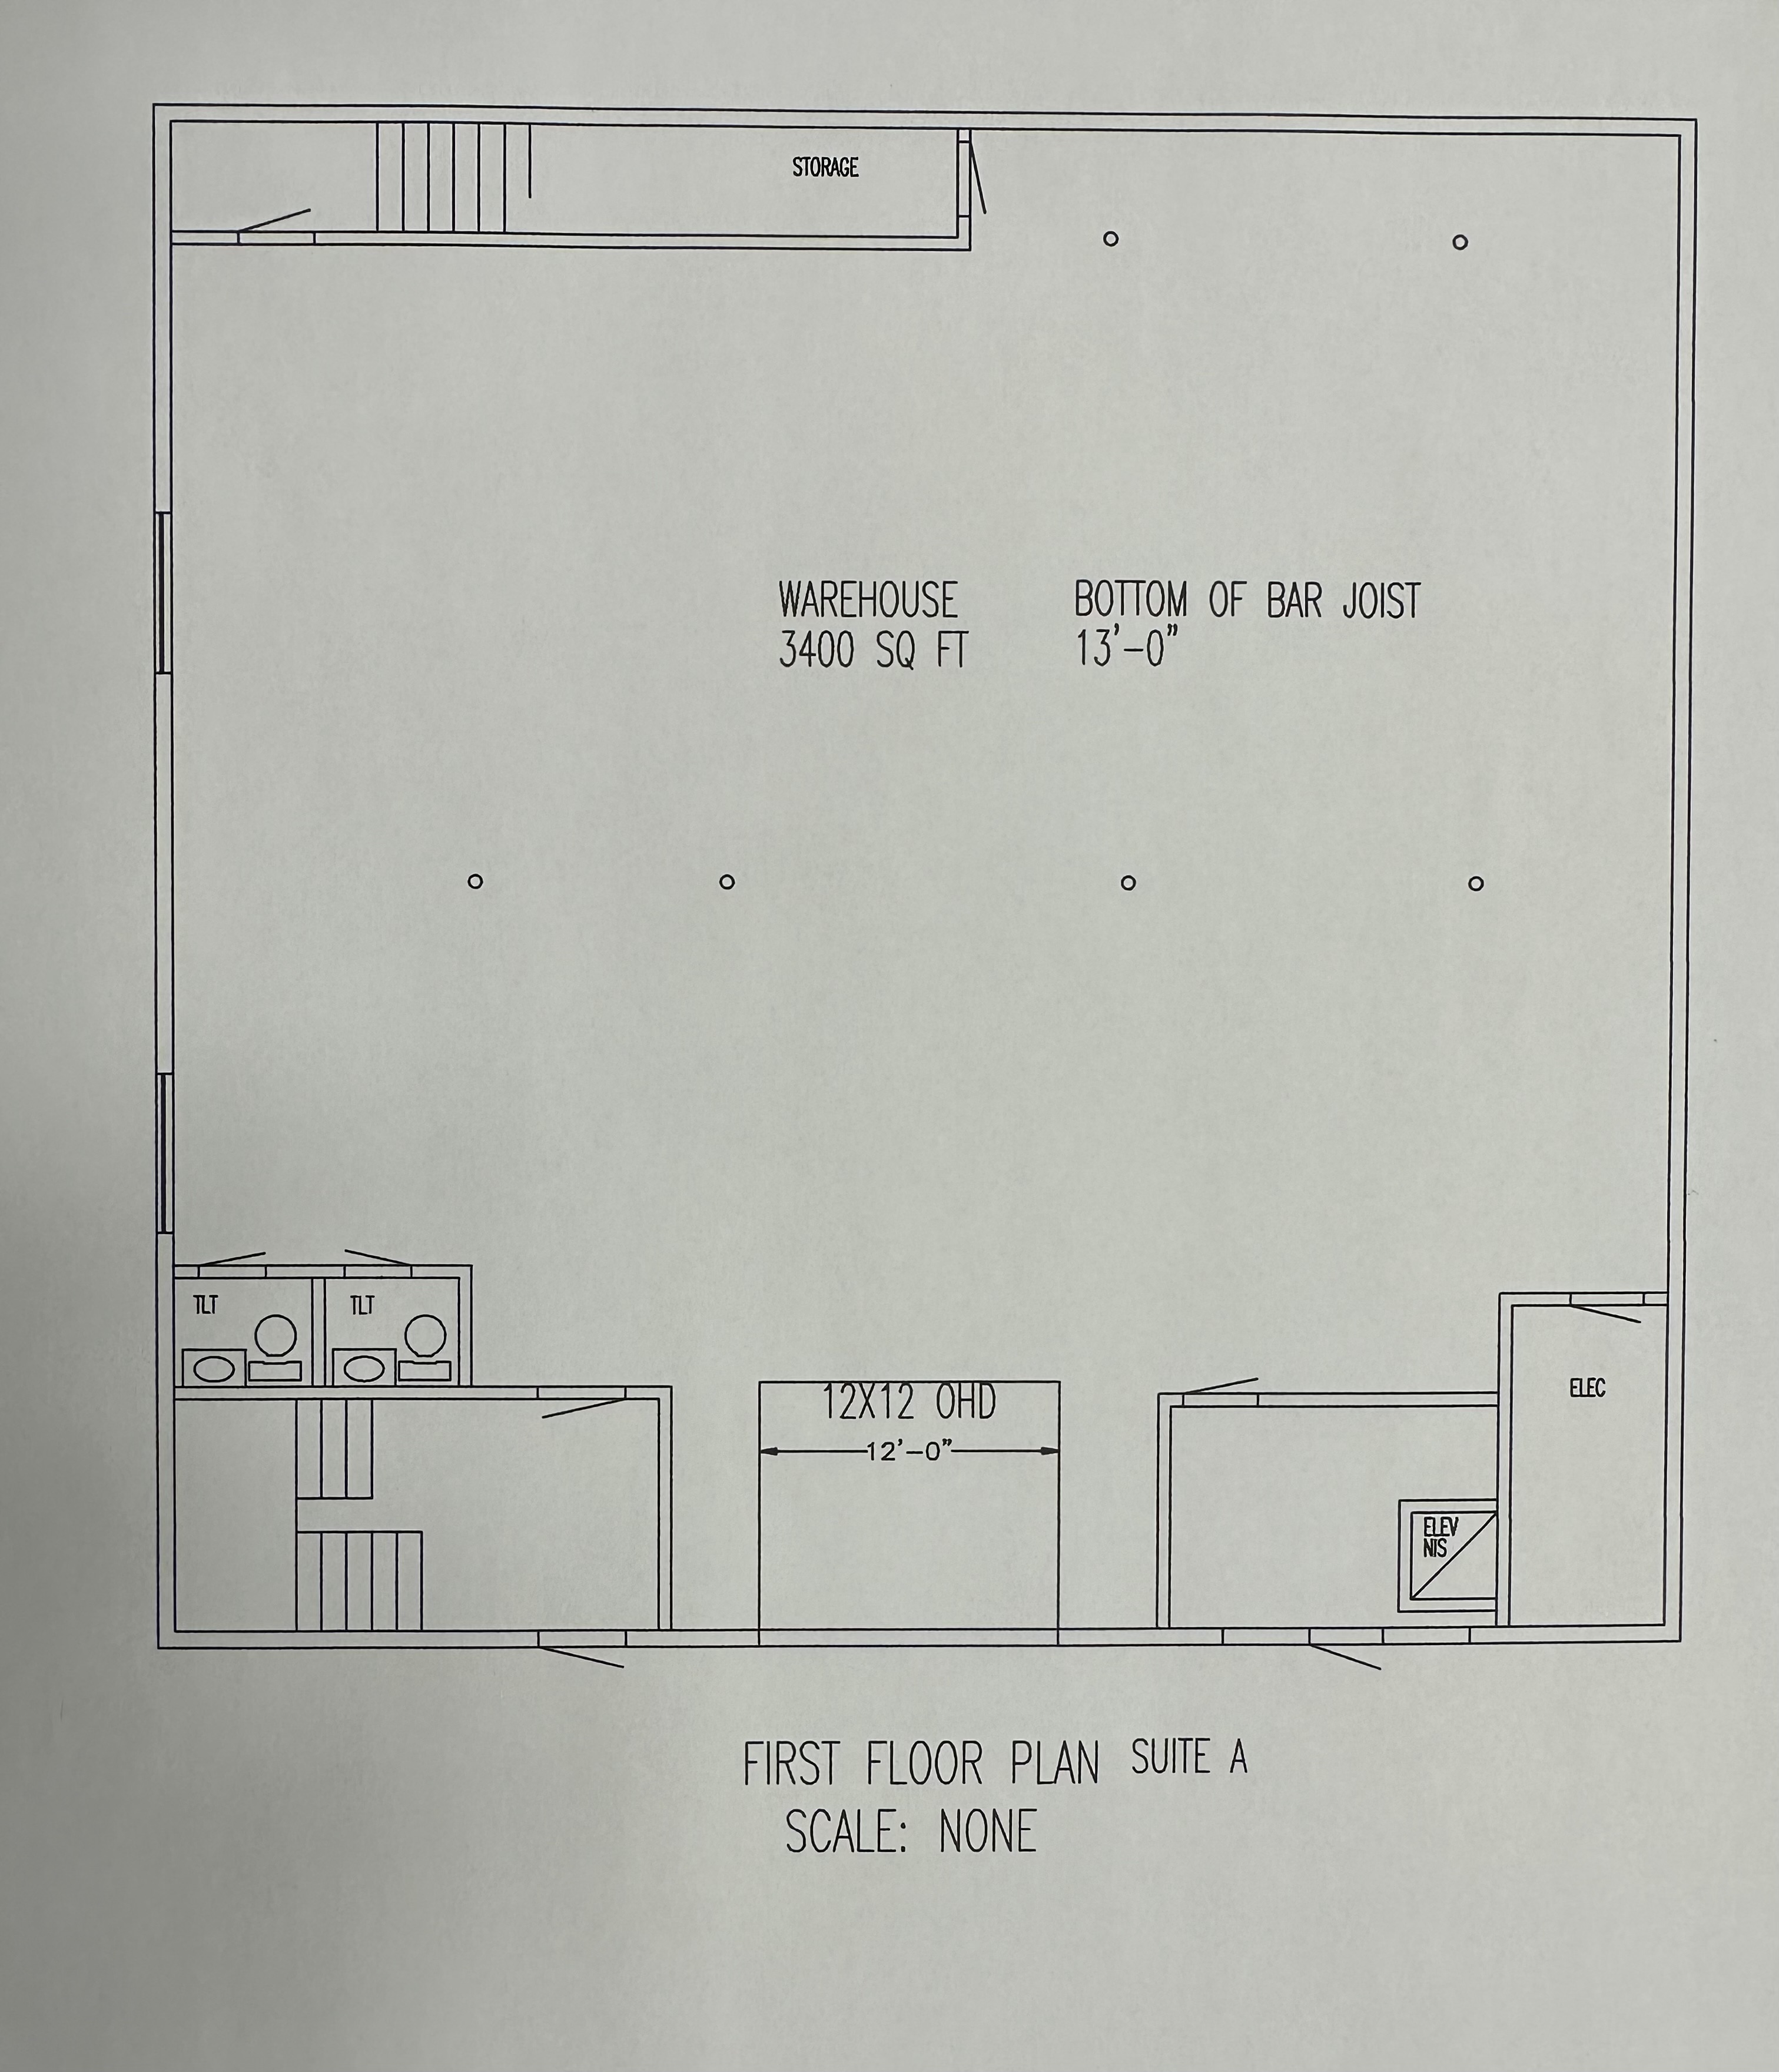 STORAGE
WAREHOUSE
3400 SQ FT
BOTTOM OF BAR JOIST
13'-0"
TLT
TLT
12X12 OHD
12'-0"
ELEC
ELEV
NIS
FIRST FLOOR PLAN SUITE A
SCALE: NONE